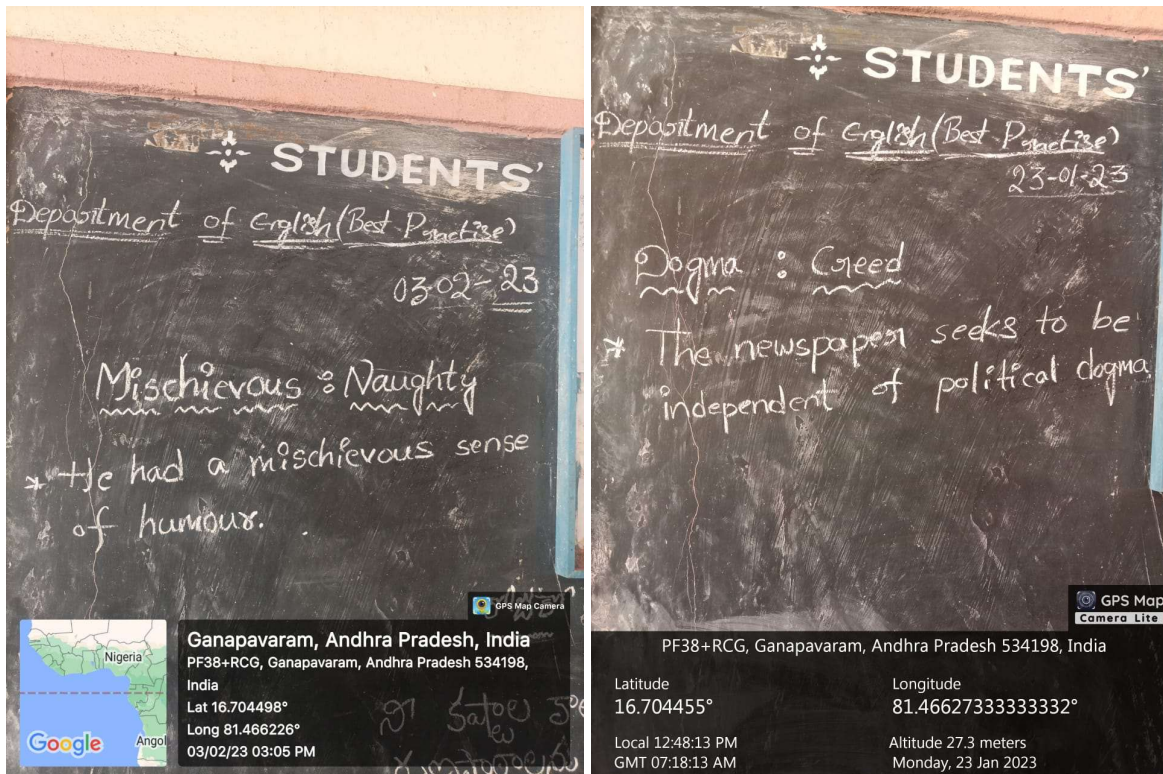 STUDENTS'
Department of English (Best Practise)
03-02-23
Mischievous : Naughty
* He had a mischievous sense
of humour.
GPS Map Camera
Nigeria
Angol
Google
Ganapavaram, Andhra Pradesh, India
PF38+RCG, Ganapavaram, Andhra Pradesh 534198,
India
Lat 16.704498°
Long 81.466226°
03/02/23 03:05 PM
STUDENTS'
Department of English (Best Practise)
23-01-23
Dogma : Creed
* The newspaper seeks to be
independent of political dogma.
GPS Map
Camera Lite
PF38+RCG, Ganapavaram, Andhra Pradesh 534198, India
Latitude
16.704455°
Longitude
81.46627333333332°
Local 12:48:13 PM
GMT 07:18:13 AM
Altitude 27.3 meters
Monday, 23 Jan 2023